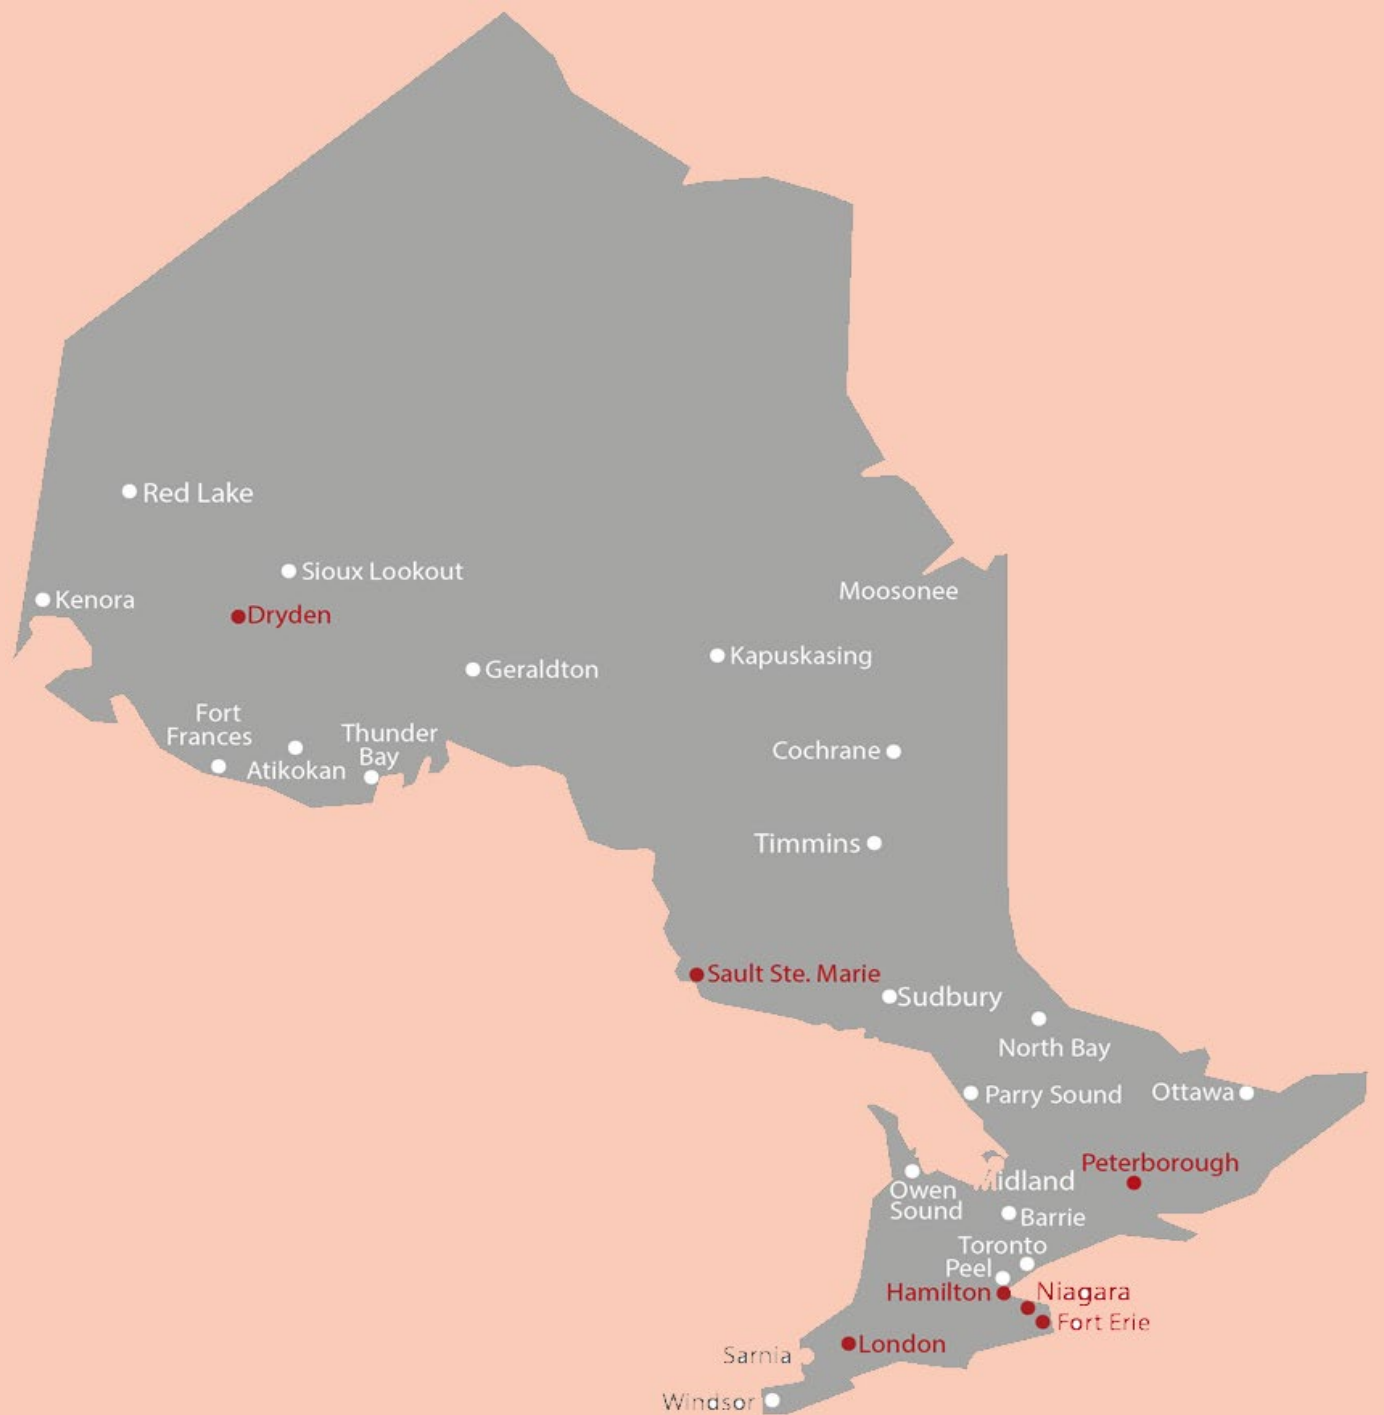 Red Lake
Sioux Lookout
Kenora
Dryden
Moosonee
Kapuskasing
Geraldton
Fort
Frances
Thunder
Bay
Atikokan
Cochrane
Timmins
Sault Ste. Marie
Sudbury
North Bay
Parry Sound
Ottawa
Peterborough
Midland
Owen
Sound
Barrie
Toronto
Peel
Hamilton
Niagara
Fort Erie
London
Sarnia
Windsor